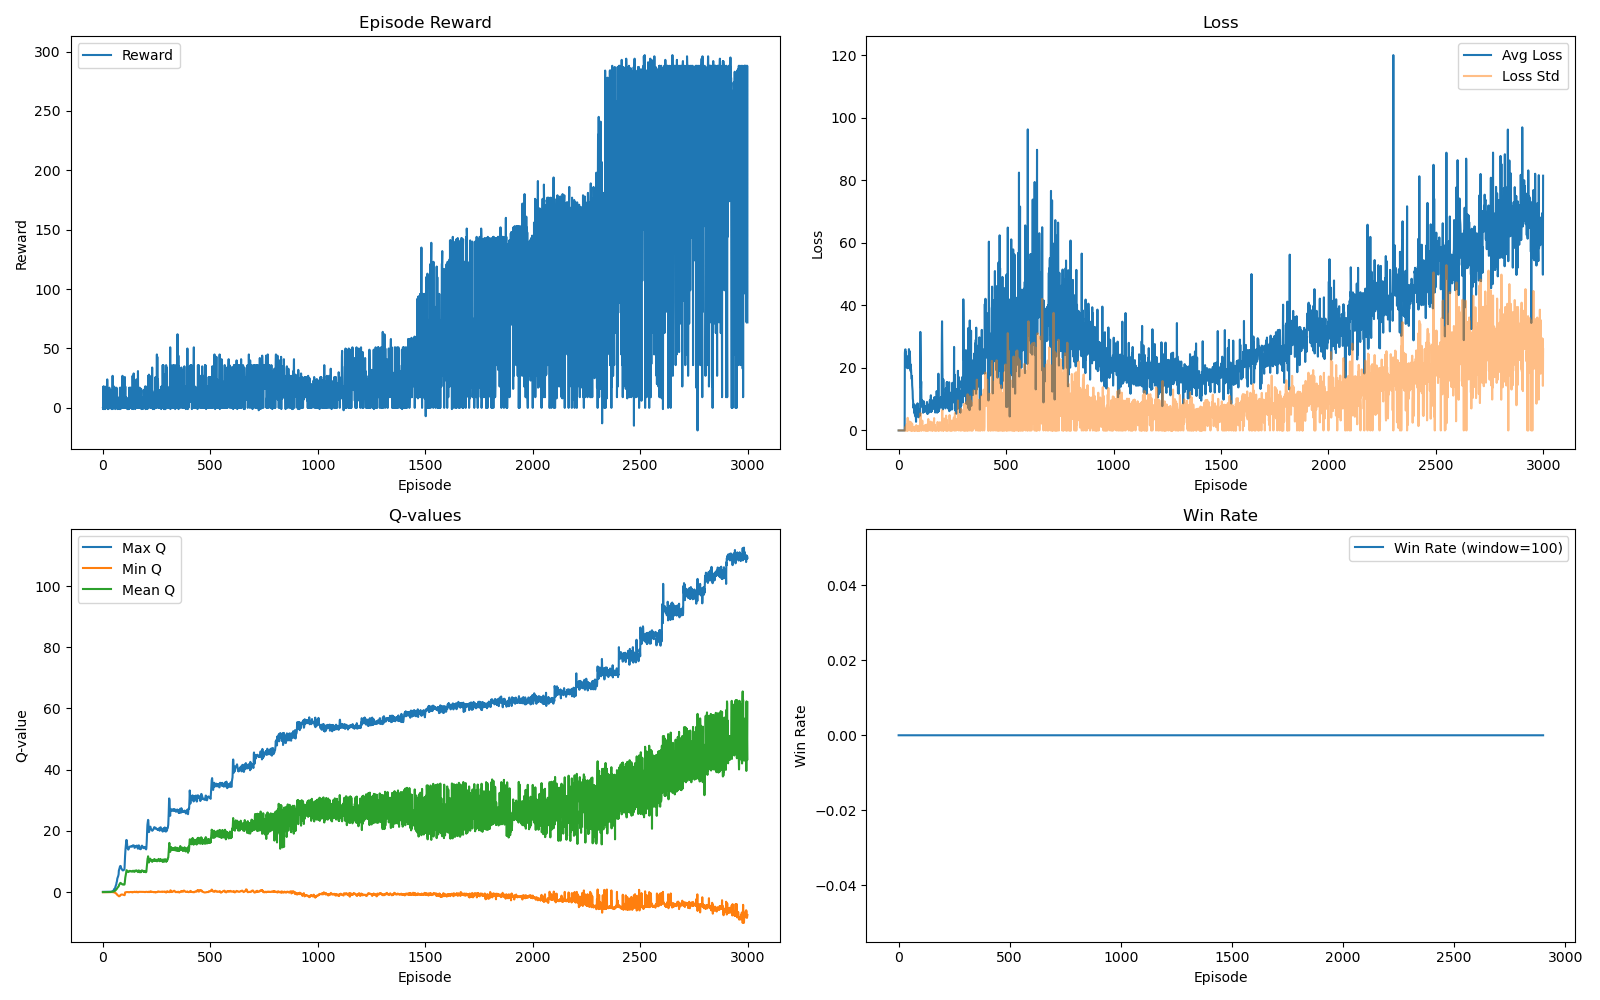 Episode Reward
Reward
300
250
200
150
100
50
0
Reward
0 500 1000 1500 2000 2500 3000
Episode
Loss
Avg Loss
Loss Std
120
100
80
60
40
20
0
Loss
0 500 1000 1500 2000 2500 3000
Episode
Q-values
Max Q
Min Q
Mean Q
100
80
60
40
20
0
Q-value
0 500 1000 1500 2000 2500 3000
Episode
Win Rate
Win Rate (window=100)
0.04
0.02
0.00
−0.02
−0.04
Win Rate
0 500 1000 1500 2000 2500 3000
Episode